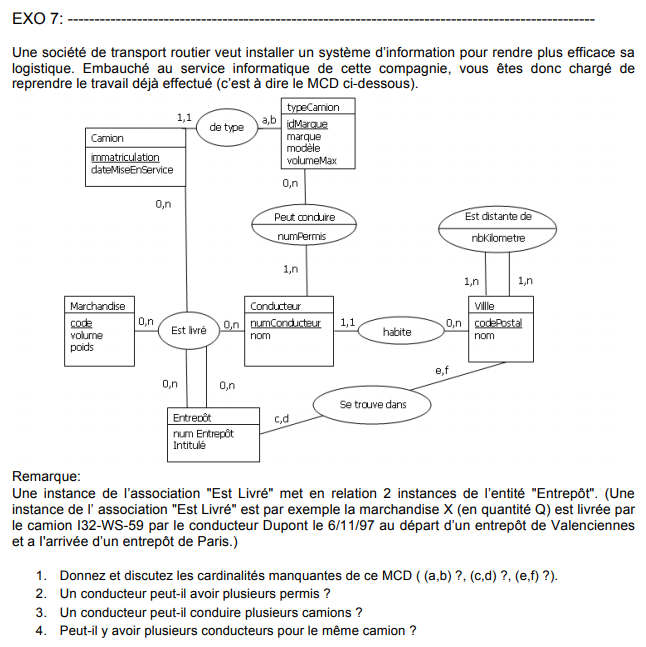 EXO 7: ------------------------------------------------------------------------------------------------
Une société de transport routier veut installer un système d'information pour rendre plus efficace sa
logistique. Embauché au service informatique de cette compagnie, vous êtes donc chargé de
reprendre le travail déjà effectué (c'est à dire le MCD ci-dessous).
typeCamion
idMarque
marque
modèle
volumeMax
1,1
de type
a,b
Camion
immatriculation
dateMiseEnService
0,n
0,n
Peut conduire
numPermis
Est distante de
nbKilometre
1,n
1,n
1,n
Marchandise
code
volume
poids
0,n
Est livré
0,n
Conducteur
numConducteur
nom
1,1
habite
0,n
Villle
codePostal
nom
0,n
0,n
e,f
Se trouve dans
c,d
Entrepôt
num Entrepôt
Intitulé
Remarque:
Une instance de l'association "Est Livré" met en relation 2 instances de l'entité "Entrepôt". (Une
instance de l' association "Est Livré" est par exemple la marchandise X (en quantité Q) est livrée par
le camion I32-WS-59 par le conducteur Dupont le 6/11/97 au départ d'un entrepôt de Valenciennes
et a l'arrivée d'un entrepôt de Paris.)
1. Donnez et discutez les cardinalités manquantes de ce MCD ( (a,b) ?, (c,d) ?, (e,f) ?).
2. Un conducteur peut-il avoir plusieurs permis ?
3. Un conducteur peut-il conduire plusieurs camions ?
4. Peut-il y avoir plusieurs conducteurs pour le même camion ?